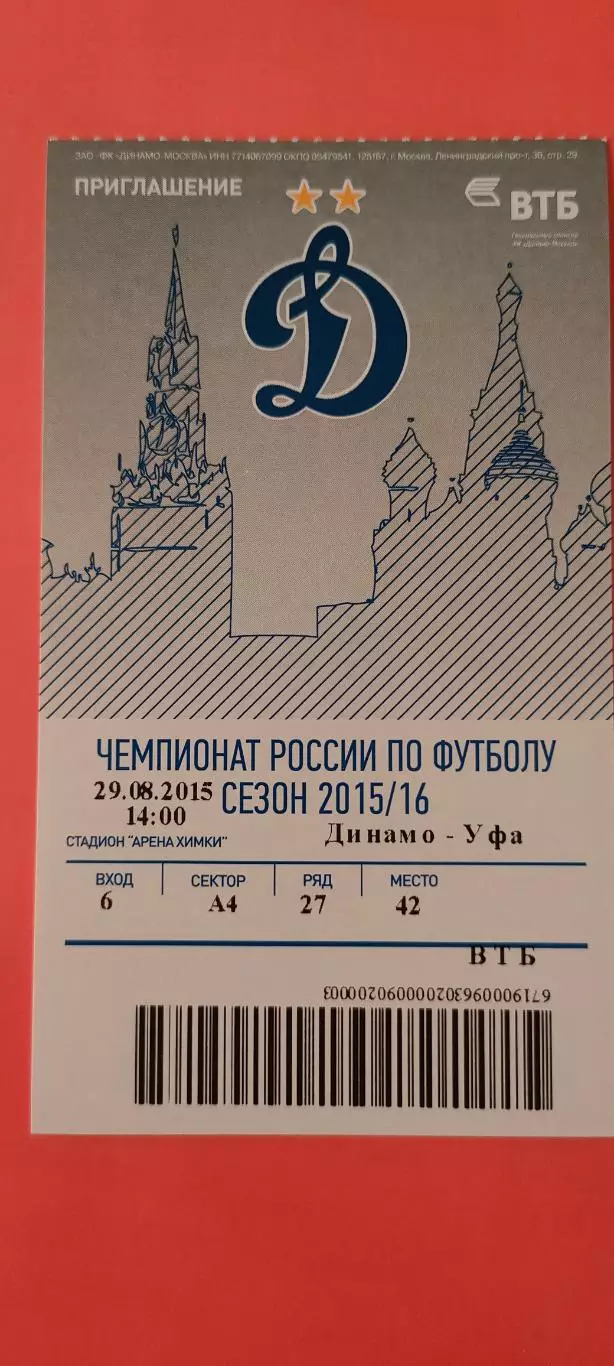 ЗАО «ФК «ДИНАМО-МОСКВА» ИНН 7714067099 ОКПО 05479541, 125167, г. Москва, Ленинградский пр-т, 36, стр. 29
ПРИГЛАШЕНИЕ
ВТБ
Д
ЧЕМПИОНАТ РОССИИ ПО ФУТБОЛУ
29.08.2015 СЕЗОН 2015/16
14:00
СТАДИОН "АРЕНА ХИМКИ" Динамо - Уфа
ВХОД СЕКТОР РЯД МЕСТО
6 А4 27 42
ВТБ